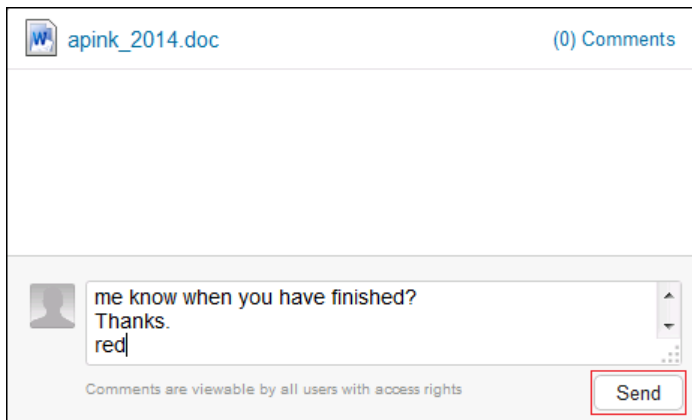 apink_2014.doc (0) Comments
me know when you have finished?
Thanks.
red
Comments are viewable by all users with access rights
Send